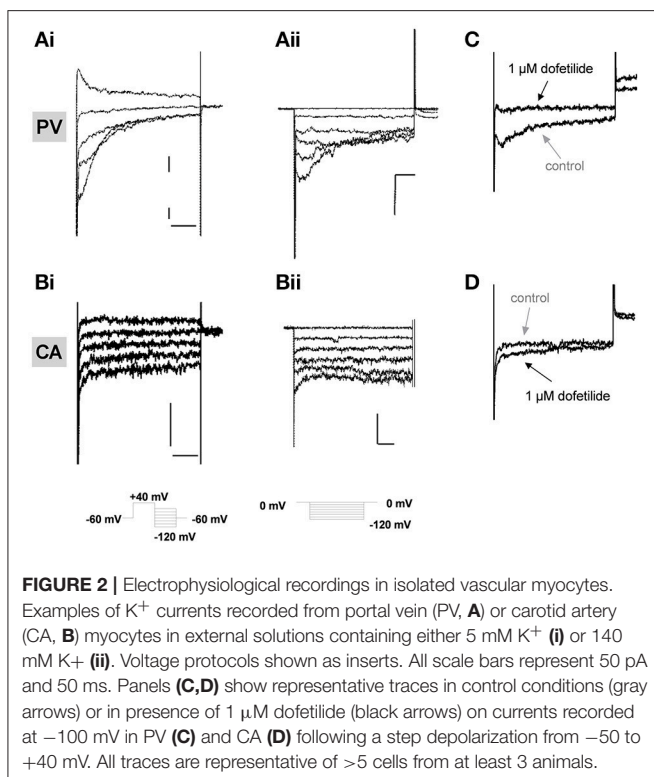 Ai
Aii
C
PV
1 µM dofetilide
control
Bi
Bii
D
CA
control
1 µM dofetilide
+40 mV
-60 mV
-60 mV
-120 mV
0 mV
0 mV
-120 mV
FIGURE 2 | Electrophysiological recordings in isolated vascular myocytes.
Examples of K+ currents recorded from portal vein (PV, A) or carotid artery
(CA, B) myocytes in external solutions containing either 5 mM K+ (i) or 140
mM K+ (ii). Voltage protocols shown as inserts. All scale bars represent 50 pA
and 50 ms. Panels (C,D) show representative traces in control conditions (gray
arrows) or in presence of 1 µM dofetilide (black arrows) on currents recorded
at −100 mV in PV (C) and CA (D) following a step depolarization from −50 to
+40 mV. All traces are representative of >5 cells from at least 3 animals.